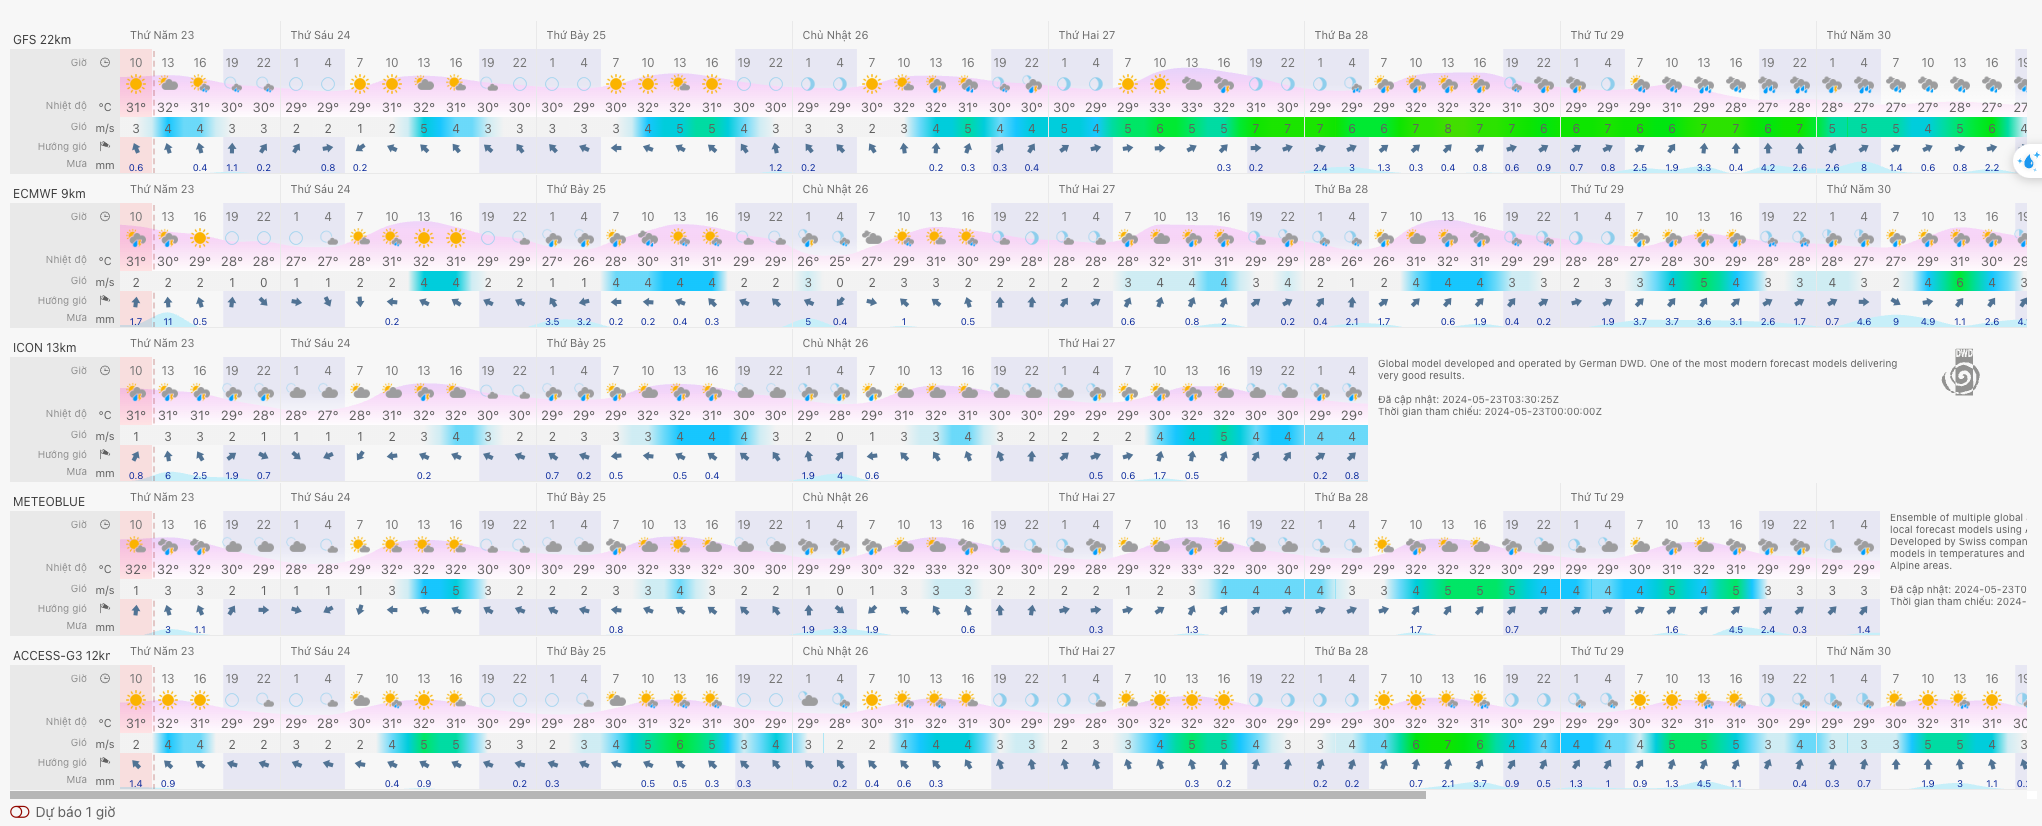 GFS 22km
Thứ Năm 23 Thứ Sáu 24 Thứ Bảy 25 Chủ Nhật 26 Thứ Hai 27 Thứ Ba 28 Thứ Tư 29 Thứ Năm 30
Giờ 10 13 16 19 22 1 4 7 10 13 16 19 22 1 4 7 10 13 16 19 22 1 4 7 10 13 16 19 22 1 4 7 10 13 16 19 22 1 4 7 10 13 16 19 22 1 4 7 10 13 16 19 22 1 4 7 10 13 16
Nhiệt độ °C 31° 32° 31° 30° 30° 29° 29° 29° 31° 32° 31° 30° 30° 29° 29° 30° 31° 32° 31° 30° 30° 29° 29° 30° 31° 32° 31° 30° 30° 29° 29° 29° 33° 33° 32° 31° 30° 29° 29° 30° 32° 32° 32° 31° 30° 29° 29° 29° 31° 29° 28° 27° 28° 28° 27° 27° 27° 28° 27°
Gió m/s 3 4 4 3 3 2 2 1 2 5 4 3 3 3 3 3 4 5 5 4 3 3 3 2 3 4 5 4 4 5 4 5 6 5 5 7 7 7 6 6 7 8 7 7 6 6 7 6 6 7 7 6 7 5 5 5 4 5 6 4
Hướng gió
Mưa mm 0.6 0.4 1.1 0.2 0.8 0.2 1.2 0.2 0.2 0.3 0.3 0.4 0.3 0.2 2.4 3 1.3 0.3 0.4 0.8 0.6 0.9 0.7 0.8 2.5 1.9 3.3 0.4 4.2 2.6 2.6 8 1.4 0.6 0.8 2.2
ECMWF 9km
Thứ Năm 23 Thứ Sáu 24 Thứ Bảy 25 Chủ Nhật 26 Thứ Hai 27 Thứ Ba 28 Thứ Tư 29 Thứ Năm 30
Giờ 10 13 16 19 22 1 4 7 10 13 16 19 22 1 4 7 10 13 16 19 22 1 4 7 10 13 16 19 22 1 4 7 10 13 16 19 22 1 4 7 10 13 16 19 22 1 4 7 10 13 16 19 22 1 4 7 10 13 16
Nhiệt độ °C 31° 30° 30° 28° 28° 27° 27° 28° 31° 32° 32° 29° 29° 27° 26° 28° 30° 31° 31° 29° 28° 26° 26° 27° 29° 31° 30° 30° 29° 28° 28° 28° 30° 31° 31° 30° 29° 28° 26° 28° 31° 33° 32° 29° 29° 28° 28° 27° 28° 30° 29° 28° 28° 28° 27° 28° 29° 31° 30°
Gió m/s 2 2 2 1 0 1 1 2 2 4 4 2 2 1 1 4 4 4 4 2 2 3 0 2 3 3 2 2 2 2 2 3 4 4 4 3 4 2 1 2 4 4 4 3 3 2 3 3 4 5 4 3 3 4 3 2 4 6 4 3
Hướng gió
Mưa mm 1.7 11 0.5 0.2 3.5 3.2 0.2 0.2 0.4 0.3 5 0.4 1 0.5 0.6 0.8 2 0.2 0.4 2.1 1.7 0.6 1.9 0.4 0.2 1.9 3.7 3.7 3.6 3.1 2.6 1.7 0.7 4.6 9 4.9 1.1 2.6
ICON 13km
Thứ Năm 23 Thứ Sáu 24 Thứ Bảy 25 Chủ Nhật 26 Thứ Hai 27
Giờ 10 13 16 19 22 1 4 7 10 13 16 19 22 1 4 7 10 13 16 19 22 1 4 7 10 13 16 19 22 1 4 7 10 13 16 19 22 1 4
Nhiệt độ °C 31° 31° 31° 29° 28° 28° 27° 28° 31° 32° 32° 30° 30° 29° 29° 30° 31° 32° 32° 30° 30° 29° 28° 29° 31° 31° 31° 30° 30° 29° 29° 29° 30° 32° 32° 31° 30° 29° 29°
Gió m/s 1 3 3 2 1 1 1 1 2 3 4 3 2 2 3 3 3 4 4 4 3 2 0 1 3 3 4 3 2 2 2 2 4 4 5 4 4 4 4
Hướng gió
Mưa mm 0.8 6 2.5 1.9 0.7 0.2 0.7 0.2 0.5 0.5 0.4 1.9 4 0.6 0.5 0.6 1.7 0.5 0.2 0.8
Global model developed and operated by German DWD. One of the most modern forecast models delivering
very good results.
Đã cập nhật: 2024-05-23T03:30:25Z
Thời gian tham chiếu: 2024-05-23T00:00:00Z
DWD
METEOBLUE
Thứ Năm 23 Thứ Sáu 24 Thứ Bảy 25 Chủ Nhật 26 Thứ Hai 27 Thứ Ba 28 Thứ Tư 29
Giờ 10 13 16 19 22 1 4 7 10 13 16 19 22 1 4 7 10 13 16 19 22 1 4 7 10 13 16 19 22 1 4 7 10 13 16 19 22 1 4 7 10 13 16 19 22 1 4 7 10 13 16 19 22 1 4
Nhiệt độ °C 32° 32° 32° 30° 29° 28° 28° 29° 31° 32° 32° 31° 30° 30° 29° 30° 32° 33° 32° 32° 30° 29° 29° 29° 31° 32° 32° 31° 30° 29° 29° 30° 32° 33° 32° 31° 30° 29° 29° 29° 31° 32° 32° 31° 30° 29° 29° 29° 31° 32° 31° 30° 29° 29° 29°
Gió m/s 1 3 3 2 1 1 1 1 3 4 5 3 2 2 2 3 3 4 3 2 2 1 0 1 3 3 3 2 2 2 2 1 2 3 4 4 4 4 3 3 4 5 5 5 4 4 4 4 5 4 5 3 3 3 3
Hướng gió
Mưa mm 3 1.1 0.8 1.9 3.3 1.9 0.6 0.3 1.3 1.7 0.7 1.6 4.5 2.4 0.3 1.4
Ensemble of multiple global
local forecast models using
Developed by Swiss compan
models in temperatures and
Alpine areas.
Đã cập nhật: 2024-05-23T0
Thời gian tham chiếu: 2024-
ACCESS-G3 12kr
Thứ Năm 23 Thứ Sáu 24 Thứ Bảy 25 Chủ Nhật 26 Thứ Hai 27 Thứ Ba 28 Thứ Tư 29 Thứ Năm 30
Giờ 10 13 16 19 22 1 4 7 10 13 16 19 22 1 4 7 10 13 16 19 22 1 4 7 10 13 16 19 22 1 4 7 10 13 16 19 22 1 4 7 10 13 16 19 22 1 4 7 10 13 16 19 22 1 4 7 10 13 16
Nhiệt độ °C 31° 32° 31° 29° 29° 29° 28° 30° 31° 32° 31° 30° 29° 29° 29° 30° 31° 33° 31° 30° 29° 29° 28° 30° 31° 32° 31° 30° 29° 29° 28° 30° 32° 32° 32° 30° 30° 29° 29° 30° 32° 32° 31° 30° 29° 29° 29° 30° 32° 31° 31° 30° 29° 29° 29° 30° 31° 31° 31°
Gió m/s 2 4 4 2 2 3 2 2 4 5 5 3 3 2 3 4 5 6 5 3 4 3 2 2 4 4 4 3 3 2 3 3 4 5 5 4 3 3 4 4 6 7 6 4 4 4 4 4 5 5 5 3 4 3 3 3 5 5 4 3
Hướng gió
Mưa mm 1.4 0.9 0.4 0.9 0.2 0.3 0.5 0.5 0.3 0.3 0.2 0.4 0.6 0.3 0.3 0.2 0.2 0.2 0.7 2.1 3.7 0.9 0.5 1.3 1 0.9 1.3 4.5 1.1 0.4 0.3 0.7 1.9 3 1.1
Dự báo 1 giờ